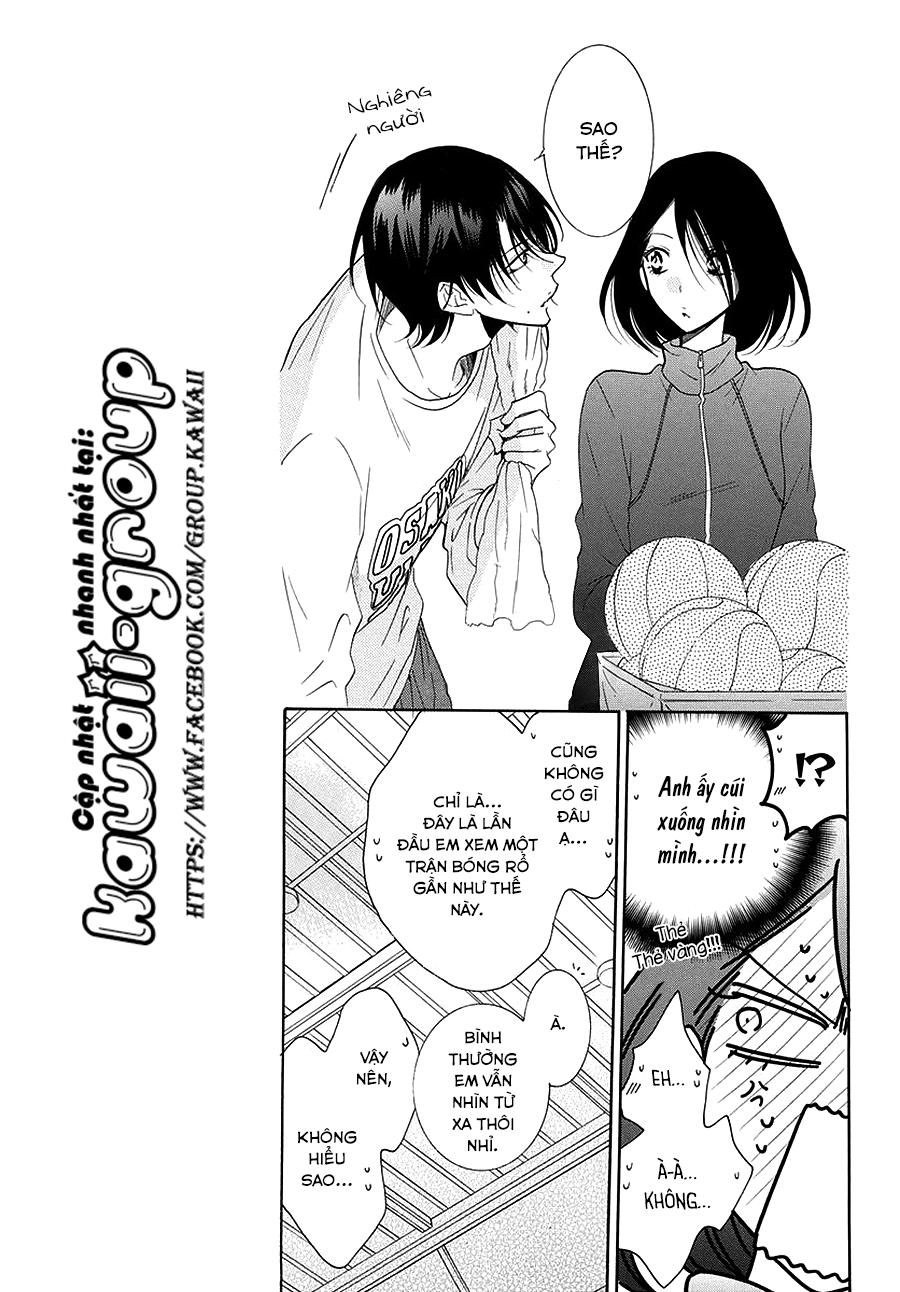 Nghiêng
người
SAO
THẾ?
OSAKU
Cập nhật nhanh nhất tại:
kawaii-group
HTTPS://WWW.FACEBOOK.COM/GROUP.KAWAII
!?
Anh ấy cúi
xuống nhìn
mình...!!!
Thẻ
Thẻ vàng!!!
EH...
À-À...
KHÔNG...
CŨNG
KHÔNG
CÓ GÌ
ĐÂU
Ạ...
CHỈ LÀ...
ĐÂY LÀ LẦN
ĐẦU EM XEM MỘT
TRẬN BÓNG RỔ
GẦN NHƯ THẾ
NÀY.
À.
BÌNH
THƯỜNG
EM VẪN
NHÌN TỪ
XA THÔI
NHỈ.
VẬY
NÊN,
KHÔNG
HIỂU
SAO...